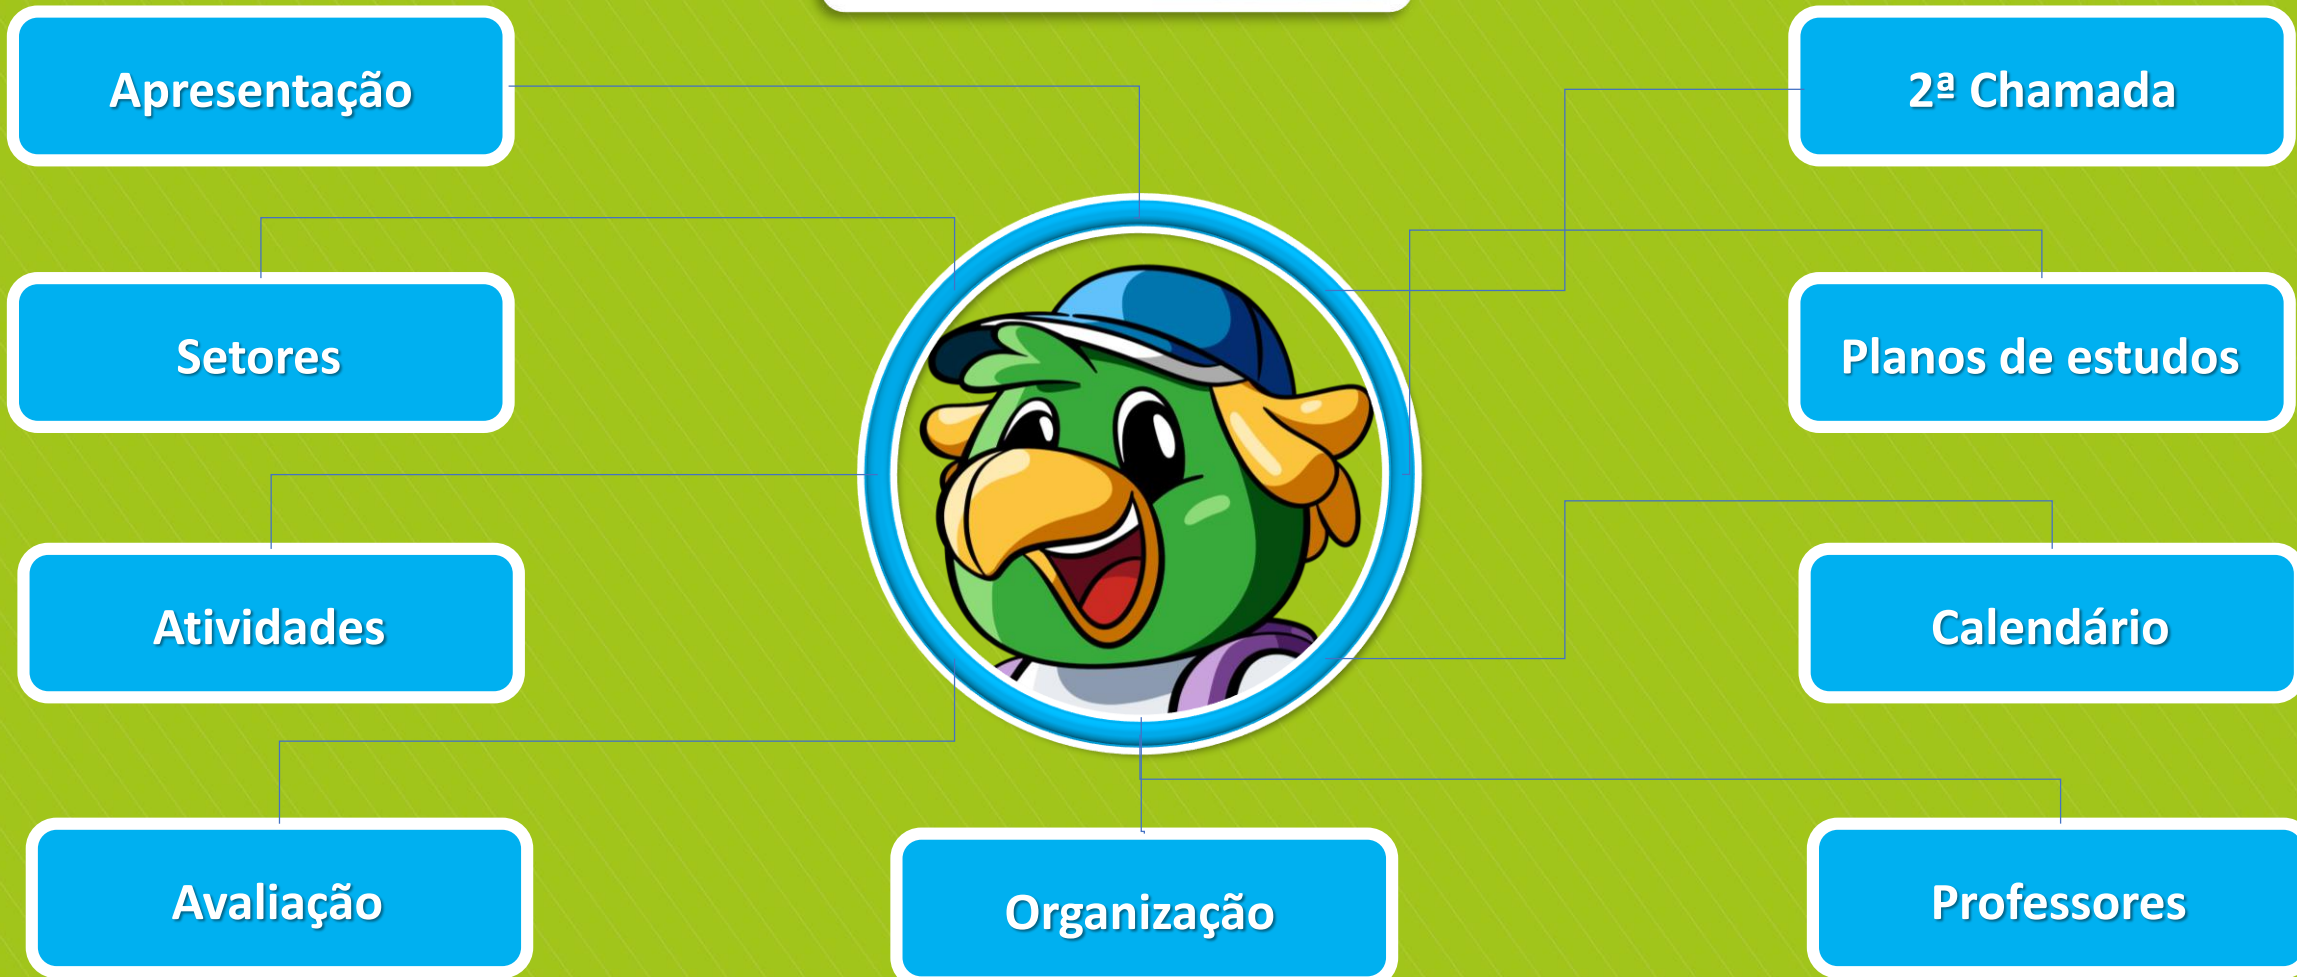 Apresentação
2ª Chamada
Setores
Planos de estudos
Atividades
Calendário
Avaliação
Organização
Professores